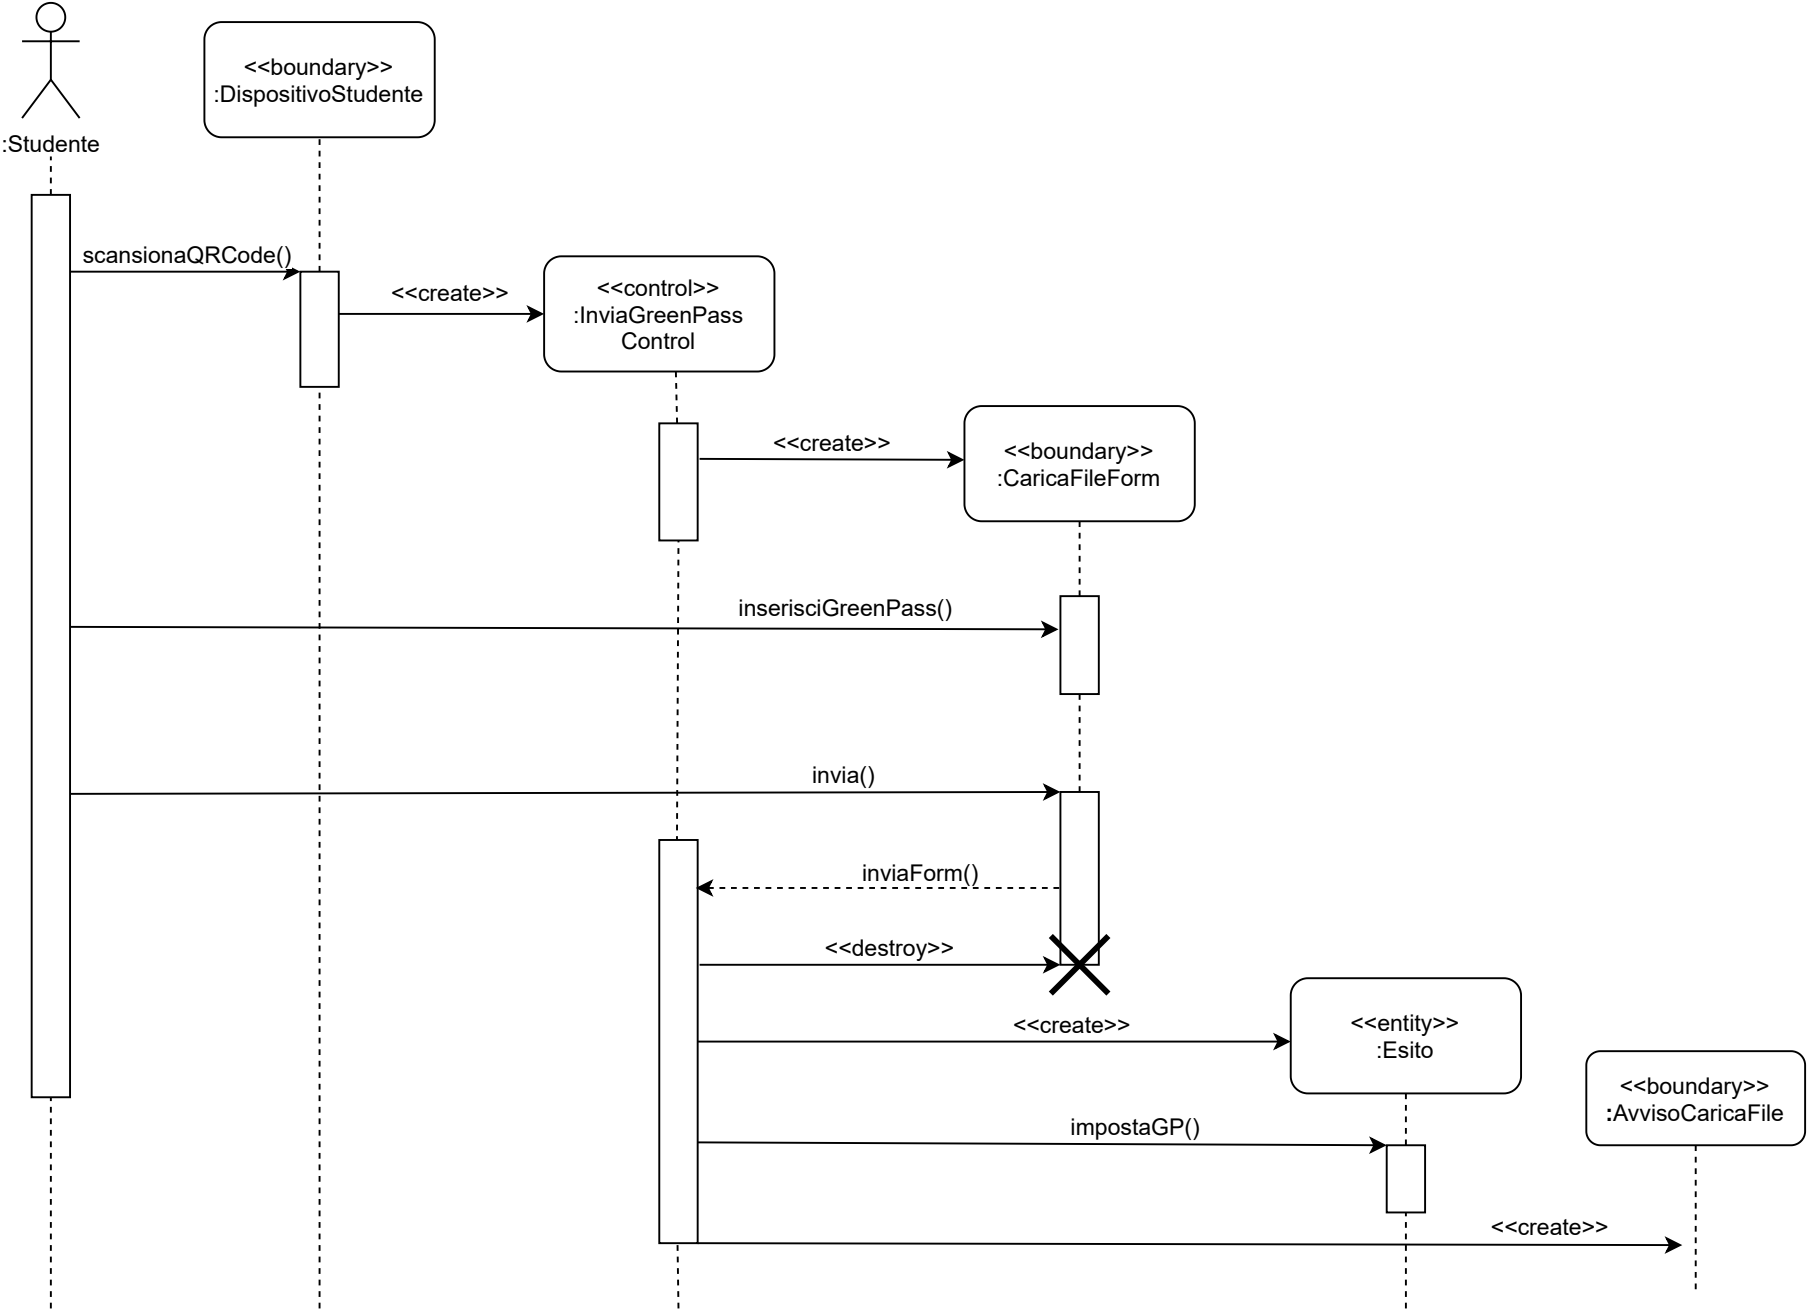 <<boundary>>
:DispositivoStudente
:Studente
scansionaQRCode()
<<create>>
<<control>>
:InviaGreenPass
Control
<<create>>
<<boundary>>
:CaricaFileForm
inserisciGreenPass()
invia()
inviaForm()
<<destroy>>
<<create>>
<<entity>>
:Esito
<<boundary>>
:AvvisoCaricaFile
impostaGP()
<<create>>